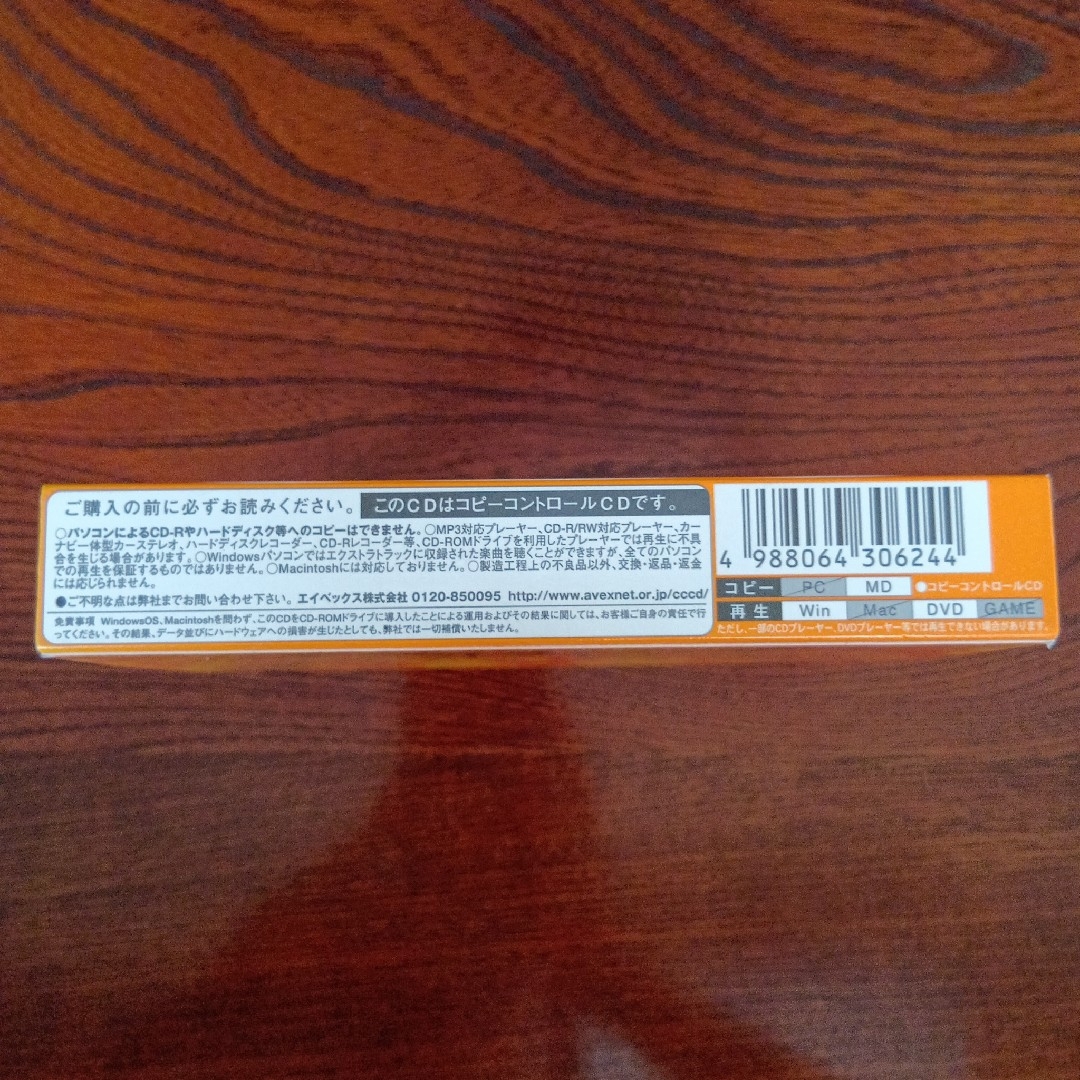 ご購入の前に必ずお読みください。 このCDはコピーコントロールCDです。
○パソコンによるCD-Rやハードディスク等へのコピーはできません。○MP3対応プレーヤー、CD-R/RW対応プレーヤー、カー
ナビ一体型カーステレオ、ハードディスクレコーダー、CD-Rレコーダー等、CD-ROMドライブを利用したプレーヤーでは再生に不具
合を生じる場合があります。○Windowsパソコンではエクストラトラックに収録された楽曲を聴くことができますが、全てのパソコン
での再生を保証するものではありません。○Macintoshには対応しておりません。○製造工程上の不良品以外、交換・返品・返金
には応じられません。
●ご不明な点は弊社までお問い合わせ下さい。エイベックス株式会社 0120-850095 http://www.avexnet.or.jp/cccd/
免責事項 WindowsOS、Macintoshを問わず、このCDをCD-ROMドライブに導入したことによる運用およびその結果に関しては、お客様ご自身の責任で行
ってください。その結果、データ並びにハードウェアへの損害が生じたとしても、弊社では一切補償いたしません。
4 988064 306244
コピー PC MD ●コピーコントロールCD
再生 Win Mac DVD GAME
ただし、一部のCDプレーヤー、DVDプレーヤー等では再生できない場合があります。